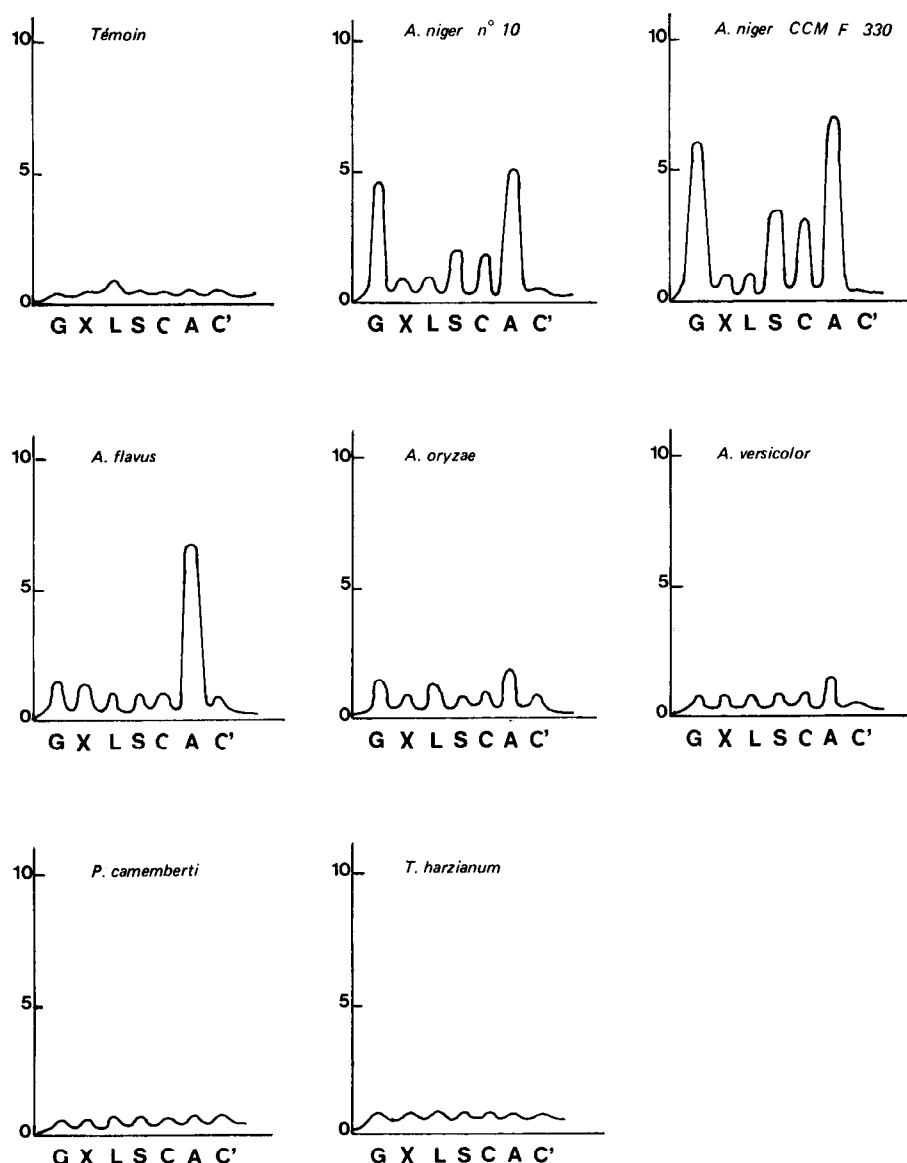 Témoin
10
5
0
G X L S C A C'
A. niger n° 10
10
5
0
G X L S C A C'
A. niger CCM F 330
10
5
0
G X L S C A C'
A. flavus
10
5
0
G X L S C A C'
A. oryzae
10
5
0
G X L S C A C'
A. versicolor
10
5
0
G X L S C A C'
P. camemberti
10
5
0
G X L S C A C'
T. harzianum
10
5
0
G X L S C A C'